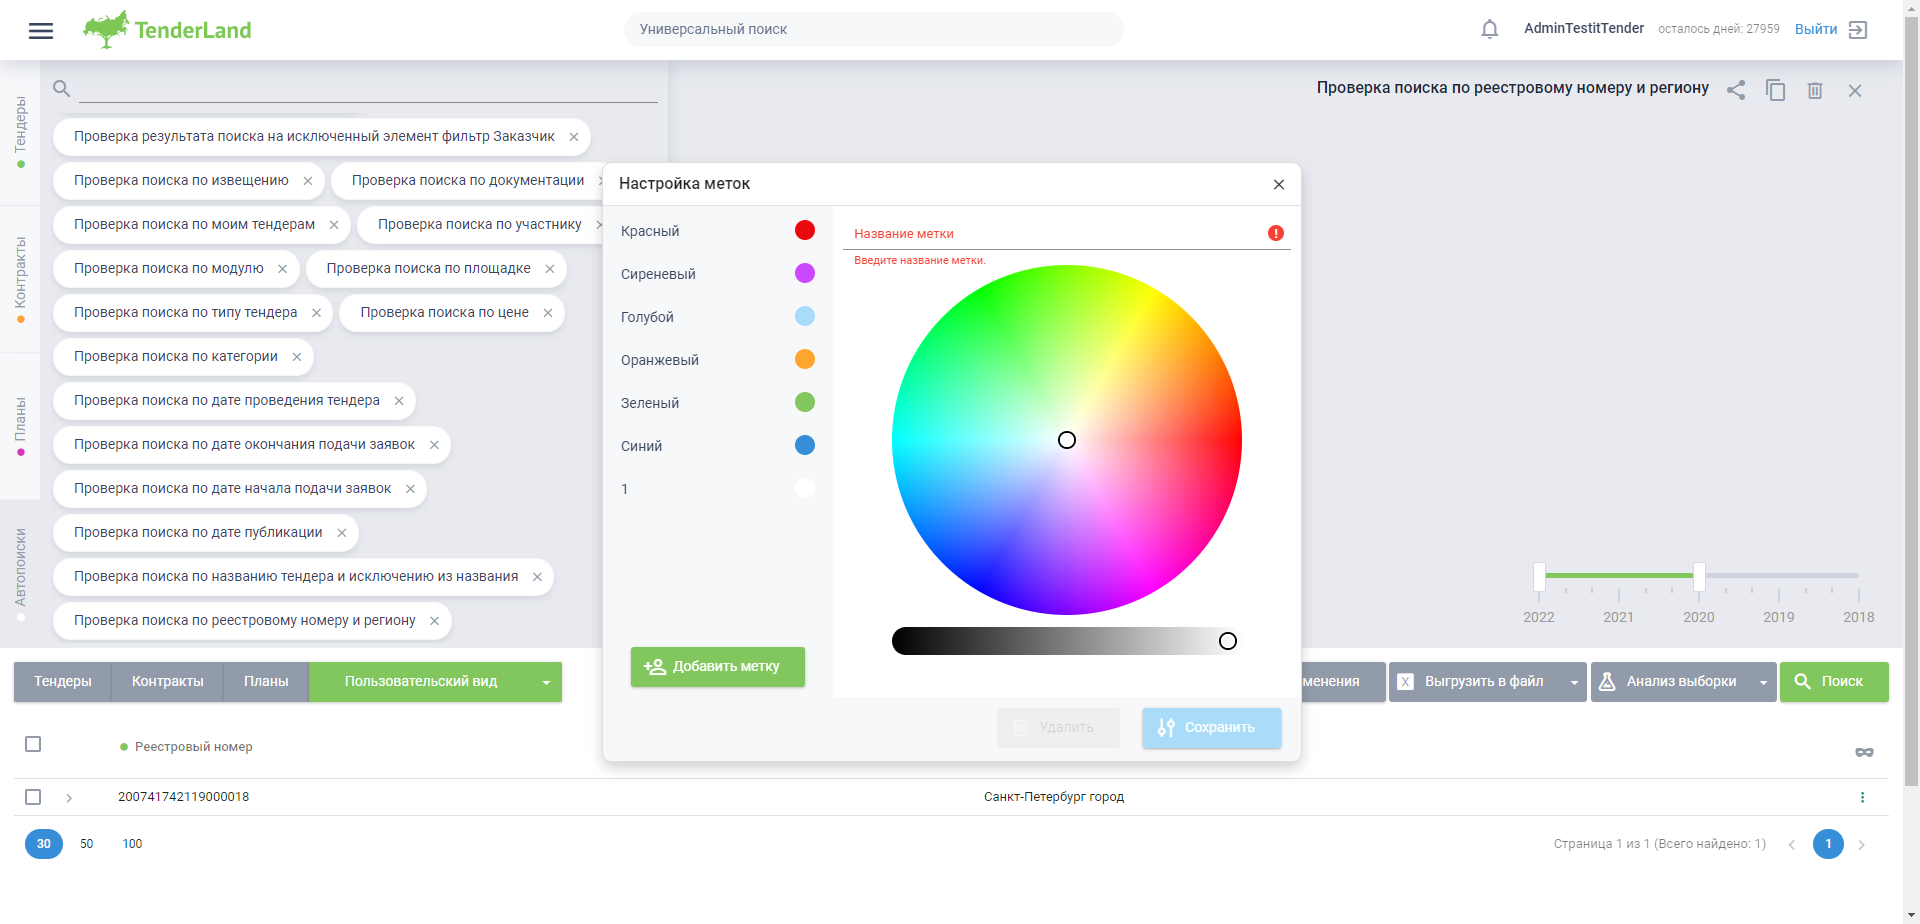 TenderLand
Универсальный поиск
AdminTestitTender
осталось дней: 27959
Выйти
Тендеры
Контракты
Планы
Автопоиски
Проверка результата поиска на исключенный элемент фильтр Заказчик
Проверка поиска по извещению
Проверка поиска по документации
Проверка поиска по моим тендерам
Проверка поиска по участнику
Проверка поиска по модулю
Проверка поиска по площадке
Проверка поиска по типу тендера
Проверка поиска по цене
Проверка поиска по категории
Проверка поиска по дате проведения тендера
Проверка поиска по дате окончания подачи заявок
Проверка поиска по дате начала подачи заявок
Проверка поиска по дате публикации
Проверка поиска по названию тендера и исключению из названия
Проверка поиска по реестровому номеру и региону
Проверка поиска по реестровому номеру и региону
2022 2021 2020 2019 2018
Настройка меток
Красный
Сиреневый
Голубой
Оранжевый
Зеленый
Синий
1
Добавить метку
Название метки
Введите название метки.
Удалить
Сохранить
Тендеры
Контракты
Планы
Пользовательский вид
менения
X Выгрузить в файл
Анализ выборки
Поиск
Реестровый номер
200741742119000018
Санкт-Петербург город
30 50 100
Страница 1 из 1 (Всего найдено: 1)
1